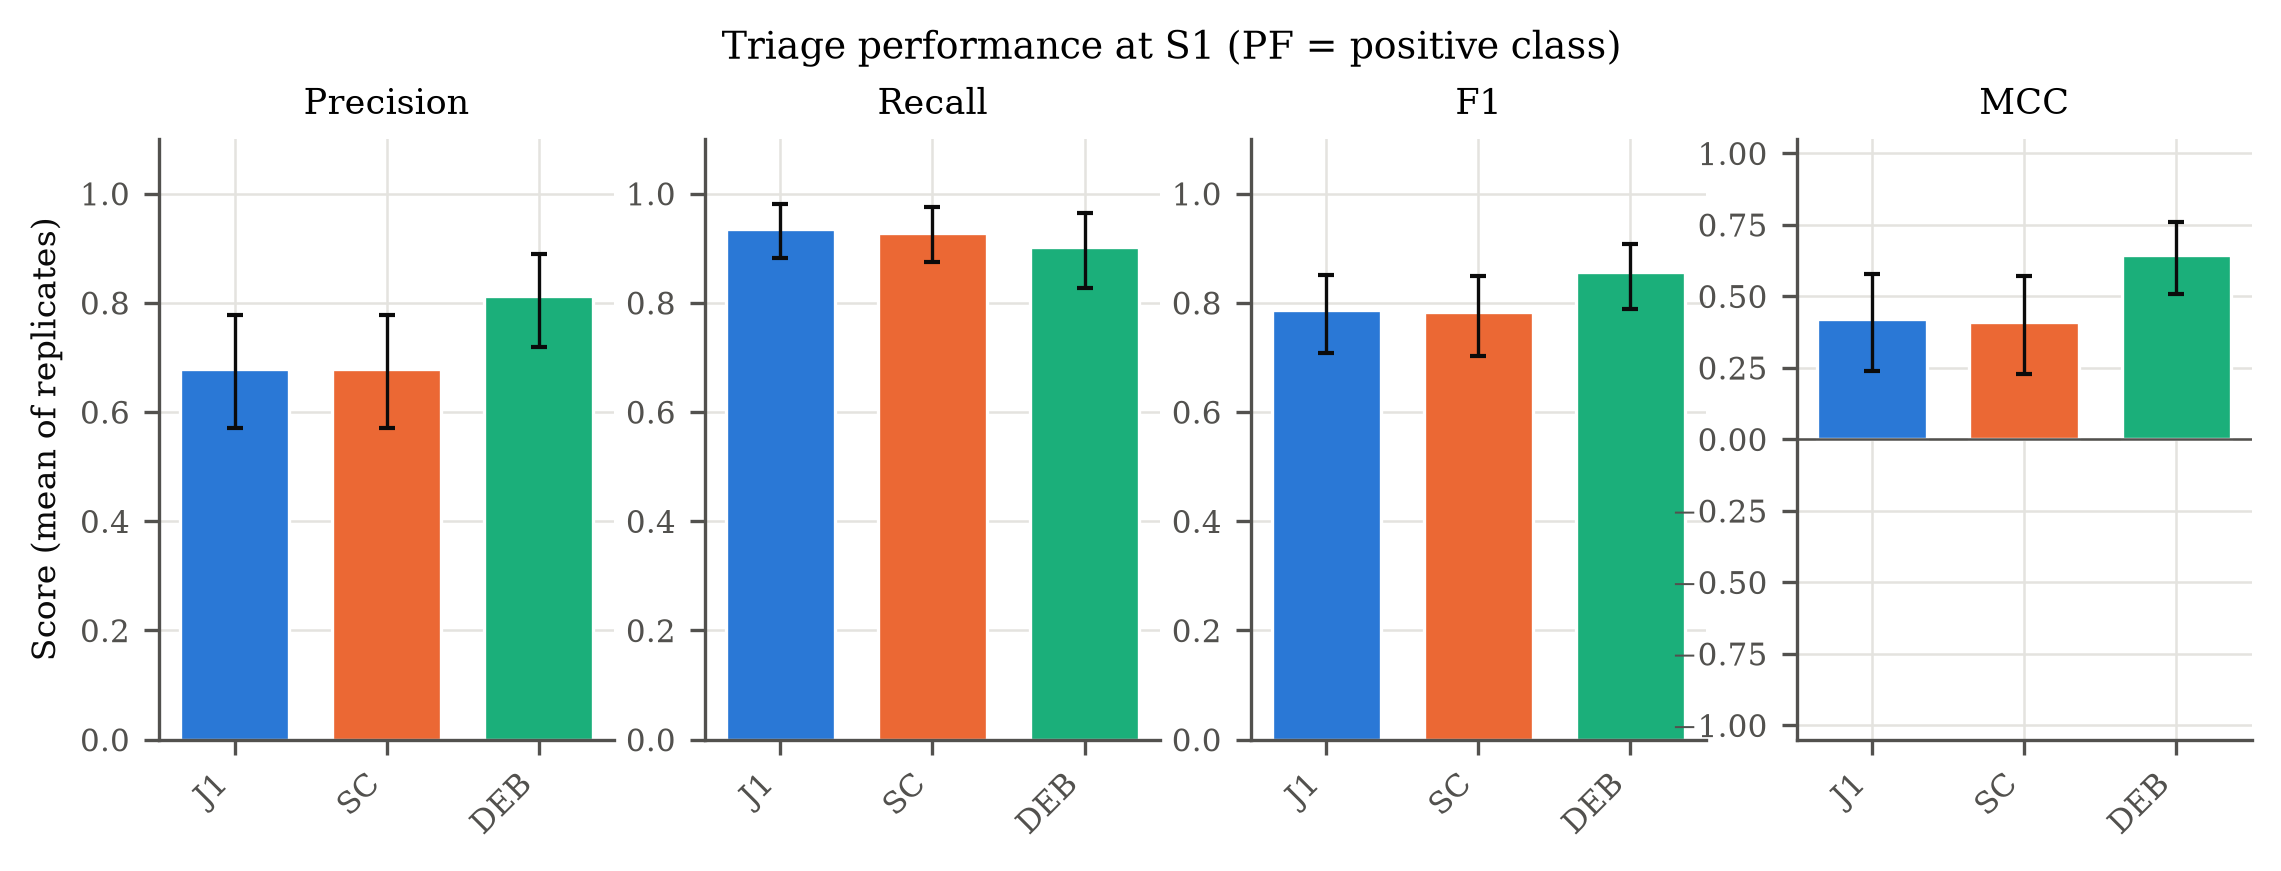 Triage performance at S1 (PF = positive class)
Precision
Recall
F1
MCC
Score (mean of replicates)
1.0
0.8
0.6
0.4
0.2
0.0
J1
SC
DEB
1.0
0.8
0.6
0.4
0.2
0.0
J1
SC
DEB
1.0
0.8
0.6
0.4
0.2
0.0
J1
SC
DEB
1.00
0.75
0.50
0.25
0.00
−0.25
−0.50
−0.75
−1.00
J1
SC
DEB